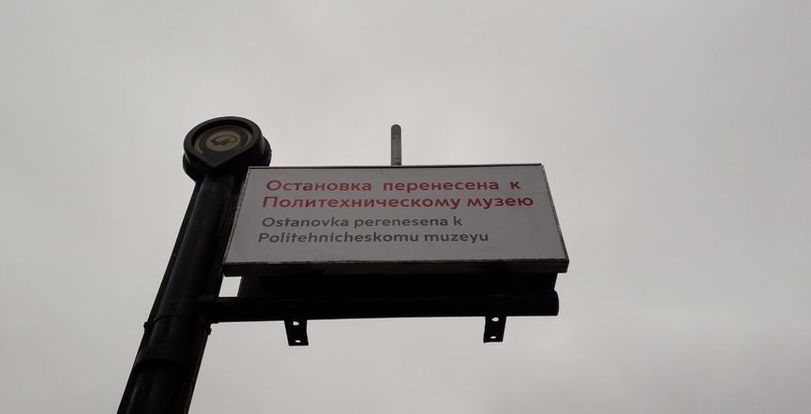 Остановка перенесена к
Политехническому музею
Ostanovka perenesena k
Politehnicheskomu muzeyu